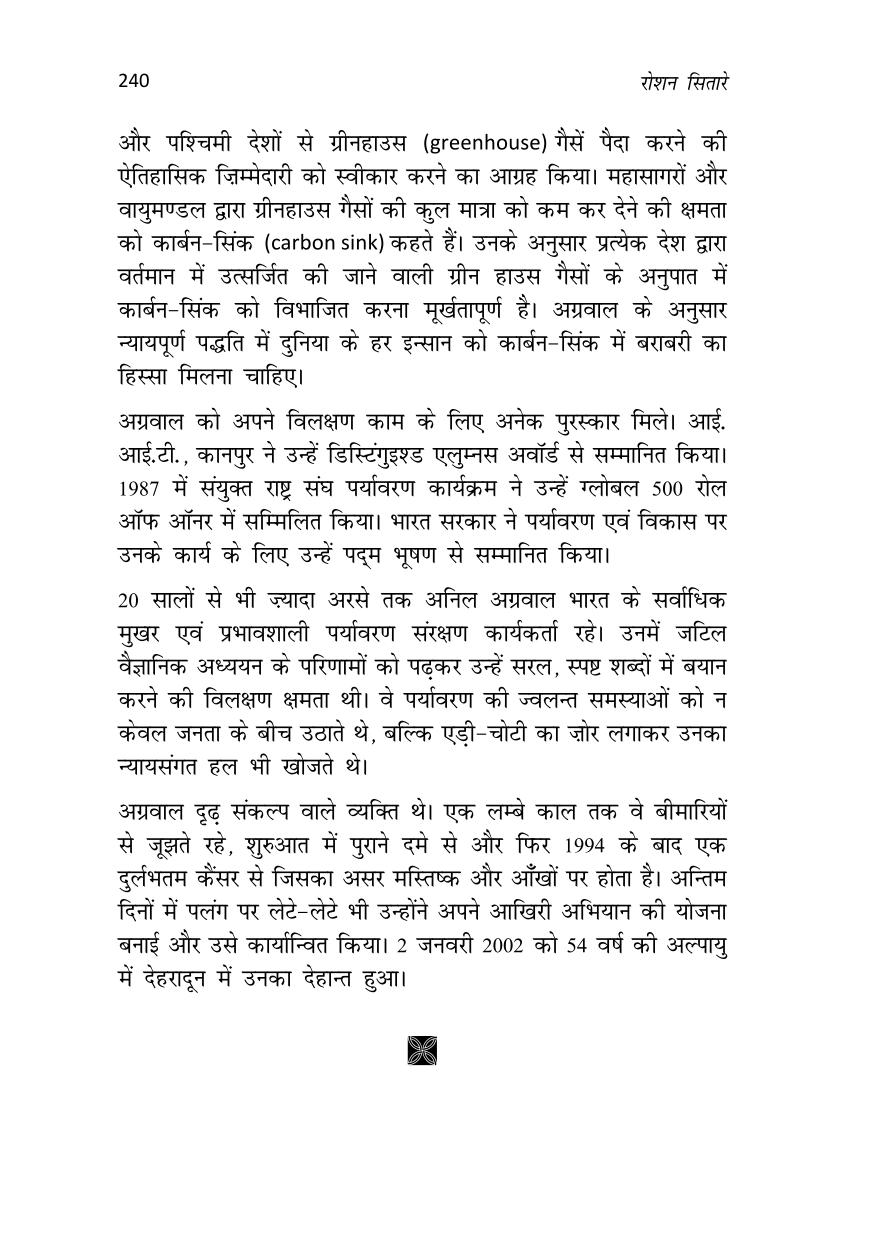 240 रोशन सितारे
और पश्चिमी देशों से ग्रीनहाउस (greenhouse) गैसें पैदा करने की
ऐतिहासिक ज़िम्मेदारी को स्वीकार करने का आग्रह किया। महासागरों और
वायुमण्डल द्वारा ग्रीनहाउस गैसों की कुल मात्रा को कम कर देने की क्षमता
को कार्बन-सिंक (carbon sink) कहते हैं। उनके अनुसार प्रत्येक देश द्वारा
वर्तमान में उत्सर्जित की जाने वाली ग्रीन हाउस गैसों के अनुपात में
कार्बन-सिंक को विभाजित करना मूर्खतापूर्ण है। अग्रवाल के अनुसार
न्यायपूर्ण पद्धति में दुनिया के हर इन्सान को कार्बन-सिंक में बराबरी का
हिस्सा मिलना चाहिए।
अग्रवाल को अपने विलक्षण काम के लिए अनेक पुरस्कार मिले। आई.
आई.टी., कानपुर ने उन्हें डिस्टिंगुइश्ड एलुम्नस अवॉर्ड से सम्मानित किया।
1987 में संयुक्त राष्ट्र संघ पर्यावरण कार्यक्रम ने उन्हें ग्लोबल 500 रोल
ऑफ ऑनर में सम्मिलित किया। भारत सरकार ने पर्यावरण एवं विकास पर
उनके कार्य के लिए उन्हें पद्म भूषण से सम्मानित किया।
20 सालों से भी ज़्यादा अरसे तक अनिल अग्रवाल भारत के सर्वाधिक
मुखर एवं प्रभावशाली पर्यावरण संरक्षण कार्यकर्ता रहे। उनमें जटिल
वैज्ञानिक अध्ययन के परिणामों को पढ़कर उन्हें सरल, स्पष्ट शब्दों में बयान
करने की विलक्षण क्षमता थी। वे पर्यावरण की ज्वलन्त समस्याओं को न
केवल जनता के बीच उठाते थे, बल्कि एड़ी-चोटी का ज़ोर लगाकर उनका
न्यायसंगत हल भी खोजते थे।
अग्रवाल दृढ़ संकल्प वाले व्यक्ति थे। एक लम्बे काल तक वे बीमारियों
से जूझते रहे, शुरुआत में पुराने दमे से और फिर 1994 के बाद एक
दुर्लभतम कैंसर से जिसका असर मस्तिष्क और आँखों पर होता है। अन्तिम
दिनों में पलंग पर लेटे-लेटे भी उन्होंने अपने आखिरी अभियान की योजना
बनाई और उसे कार्यान्वित किया। 2 जनवरी 2002 को 54 वर्ष की अल्पायु
में देहरादून में उनका देहान्त हुआ।